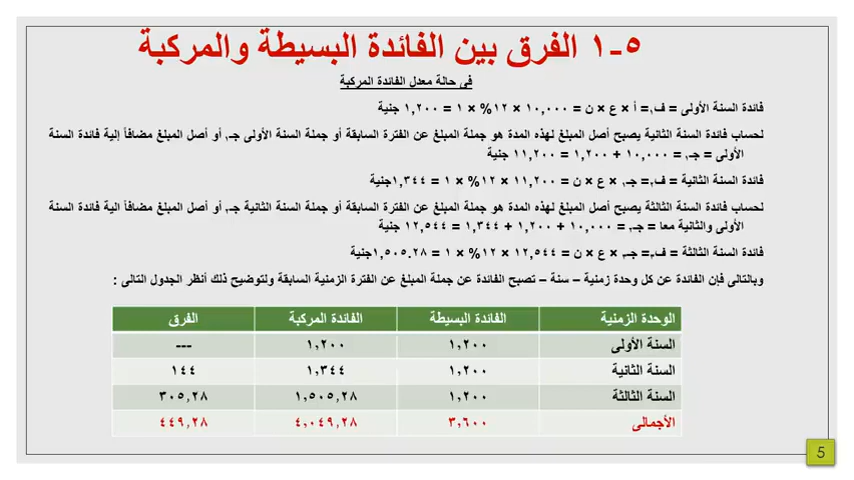 ٥-١ الفرق بين الفائدة البسيطة والمركبة
فى حالة معدل الفائدة المركبة
فائدة السنة الأولى = ف١= أ × ع × ن = ١٠,٠٠٠ × ١٢% × ١ = ١,٢٠٠ جنية
لحساب فائدة السنة الثانية يصبح أصل المبلغ لهذه المدة هو جملة المبلغ عن الفترة السابقة أو جملة السنة الأولى جـ١ أو أصل المبلغ مضافاً إلية فائدة السنة
الأولى = جـ١ = ١٠,٠٠٠ + ١,٢٠٠ = ١١,٢٠٠ جنية
فائدة السنة الثانية = ف٢= جـ١ × ع × ن = ١١,٢٠٠ × ١٢% × ١ = ١,٣٤٤جنية
لحساب فائدة السنة الثالثة يصبح أصل المبلغ لهذه المدة هو جملة المبلغ عن الفترة السابقة أو جملة السنة الثانية جـ٢ أو أصل المبلغ مضافاً الية فائدة السنة
الأولى والثانية معا = جـ٢ = ١٠,٠٠٠ + ١,٢٠٠ + ١,٣٤٤ = ١٢,٥٤٤ جنية
فائدة السنة الثالثة = ف٣= جـ٢ × ع × ن = ١٢,٥٤٤ × ١٢% × ١ = ١,٥٠٥.٢٨جنية
وبالتالى فإن الفائدة عن كل وحدة زمنية – سنة – تصبح الفائدة عن جملة المبلغ عن الفترة الزمنية السابقة ولتوضيح ذلك أنظر الجدول التالى :
الوحدة الزمنية الفائدة البسيطة الفائدة المركبة الفرق
السنة الأولى ١,٢٠٠ ١,٢٠٠ ---
السنة الثانية ١,٢٠٠ ١,٣٤٤ ١٤٤
السنة الثالثة ١,٢٠٠ ١,٥٠٥,٢٨ ٣٠٥,٢٨
الأجمالى ٣,٦٠٠ ٤,٠٤٩,٢٨ ٤٤٩,٢٨
5